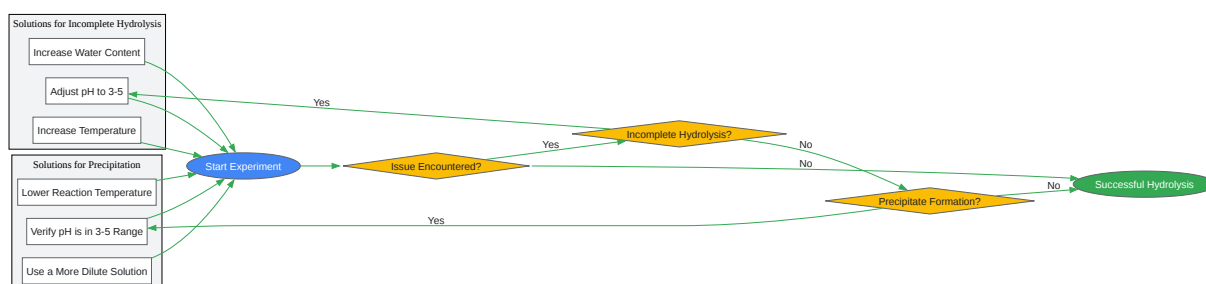 Solutions for Incomplete Hydrolysis
Increase Water Content
Adjust pH to 3-5
Increase Temperature
Solutions for Precipitation
Lower Reaction Temperature
Verify pH is in 3-5 Range
Use a More Dilute Solution
Start Experiment
Issue Encountered?
Yes
Yes
Yes
Incomplete Hydrolysis?
No
No
Precipitate Formation?
No
Successful Hydrolysis